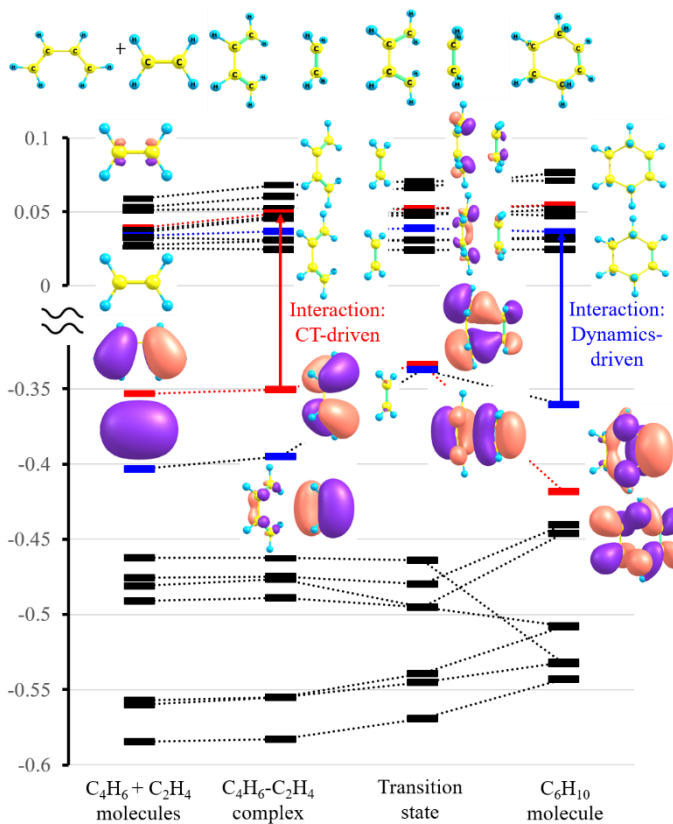 +
0.1
0.05
0
Interaction:
CT-driven
Interaction:
Dynamics-
driven
-0.35
-0.4
-0.45
-0.5
-0.55
-0.6
C₄H₆ + C₂H₄
molecules
C₄H₆-C₂H₄
complex
Transition
state
C₆H₁₀
molecule